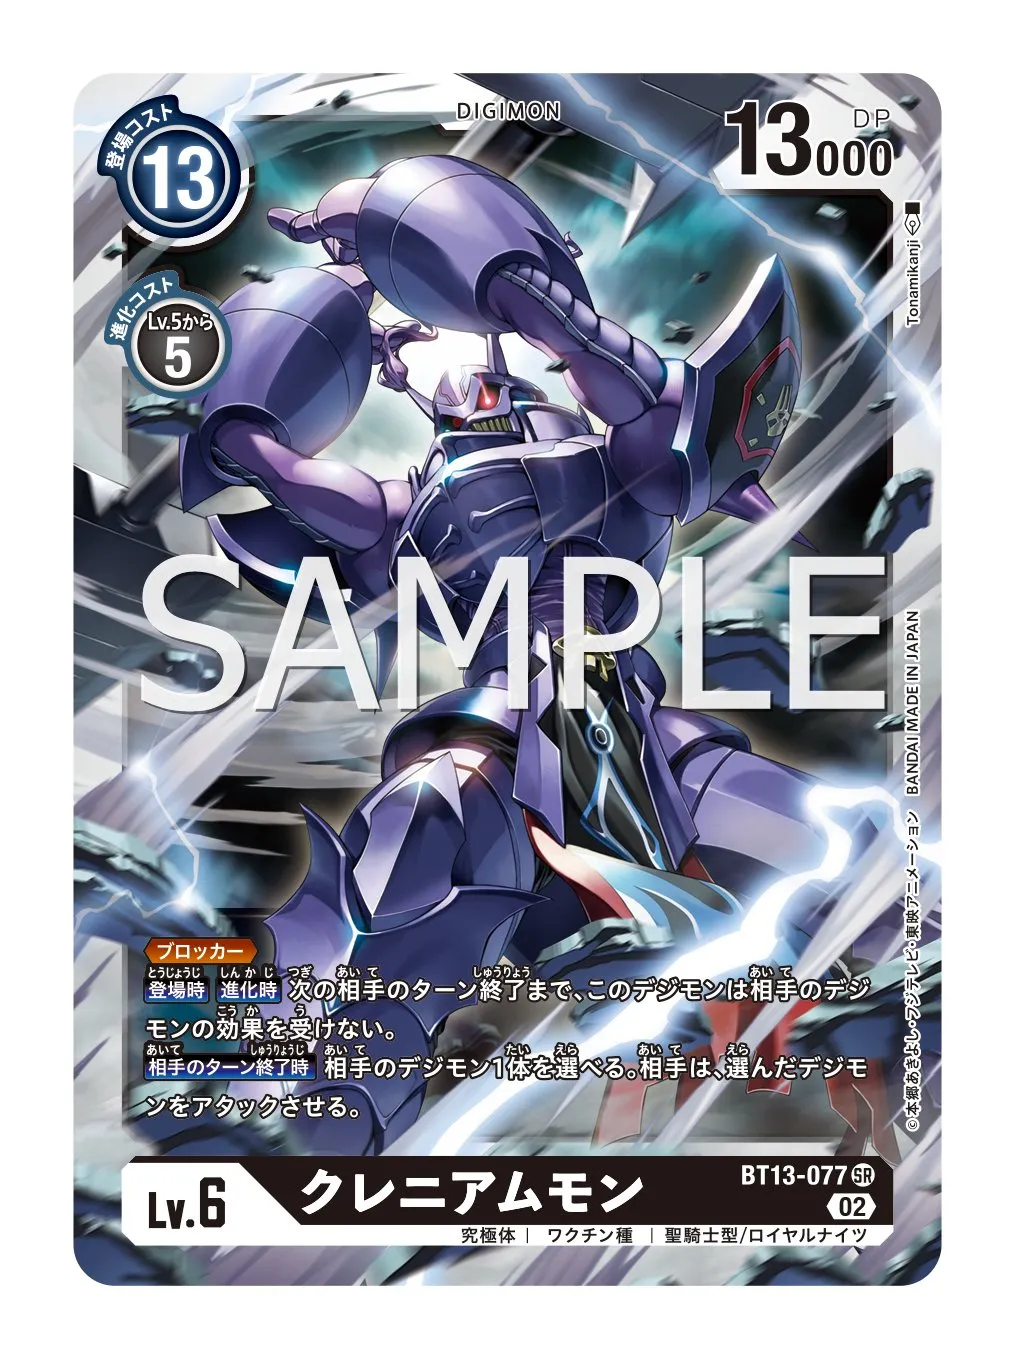 DIGIMON
登場コスト
13
13000
DP
進化コスト
Lv.5から
5
Tonamikanji
SAMPLE
©本郷あきよし・フジテレビ・東映アニメーション BANDAI MADE IN JAPAN
ブロッカー
登場時 進化時 次の相手のターン終了まで、このデジモンは相手のデジ
モンの効果を受けない。
相手のターン終了時 相手のデジモン1体を選べる。相手は、選んだデジモ
ンをアタックさせる。
Lv.6
クレニアムモン
BT13-077 SR
02
究極体 | ワクチン種 | 聖騎士型/ロイヤルナイツ